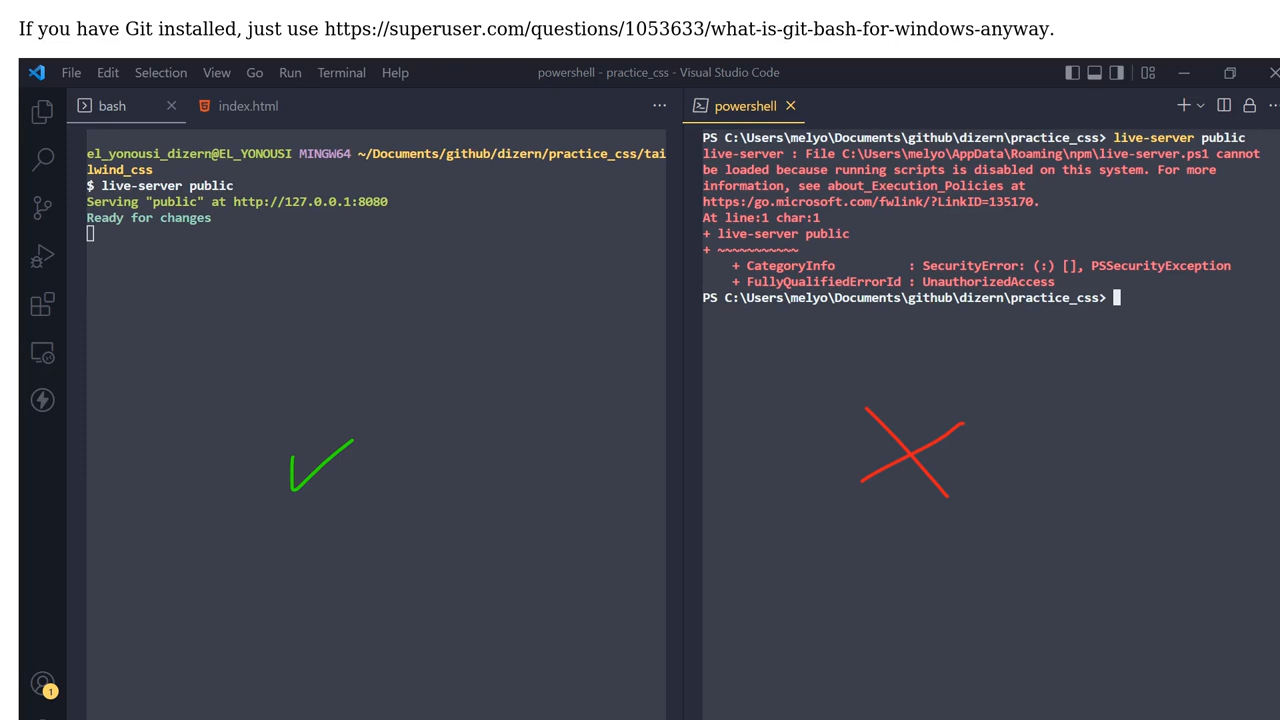 If you have Git installed, just use https://superuser.com/questions/1053633/what-is-git-bash-for-windows-anyway.
File Edit Selection View Go Run Terminal Help powershell - practice_css - Visual Studio Code
bash index.html
el_yonousi_dizern@EL_YONOUSI MINGW64 ~/Documents/github/dizern/practice_css/tai
lwind_css
$ live-server public
Serving "public" at http://127.0.0.1:8080
Ready for changes
powershell
PS C:\Users\melyo\Documents\github\dizern\practice_css> live-server public
live-server : File C:\Users\melyo\AppData\Roaming\npm\live-server.ps1 cannot
be loaded because running scripts is disabled on this system. For more
information, see about_Execution_Policies at
https:/go.microsoft.com/fwlink/?LinkID=135170.
At line:1 char:1
+ live-server public
+ ~~~~~~~~~~~
+ CategoryInfo : SecurityError: (:) [], PSSecurityException
+ FullyQualifiedErrorId : UnauthorizedAccess
PS C:\Users\melyo\Documents\github\dizern\practice_css>
1